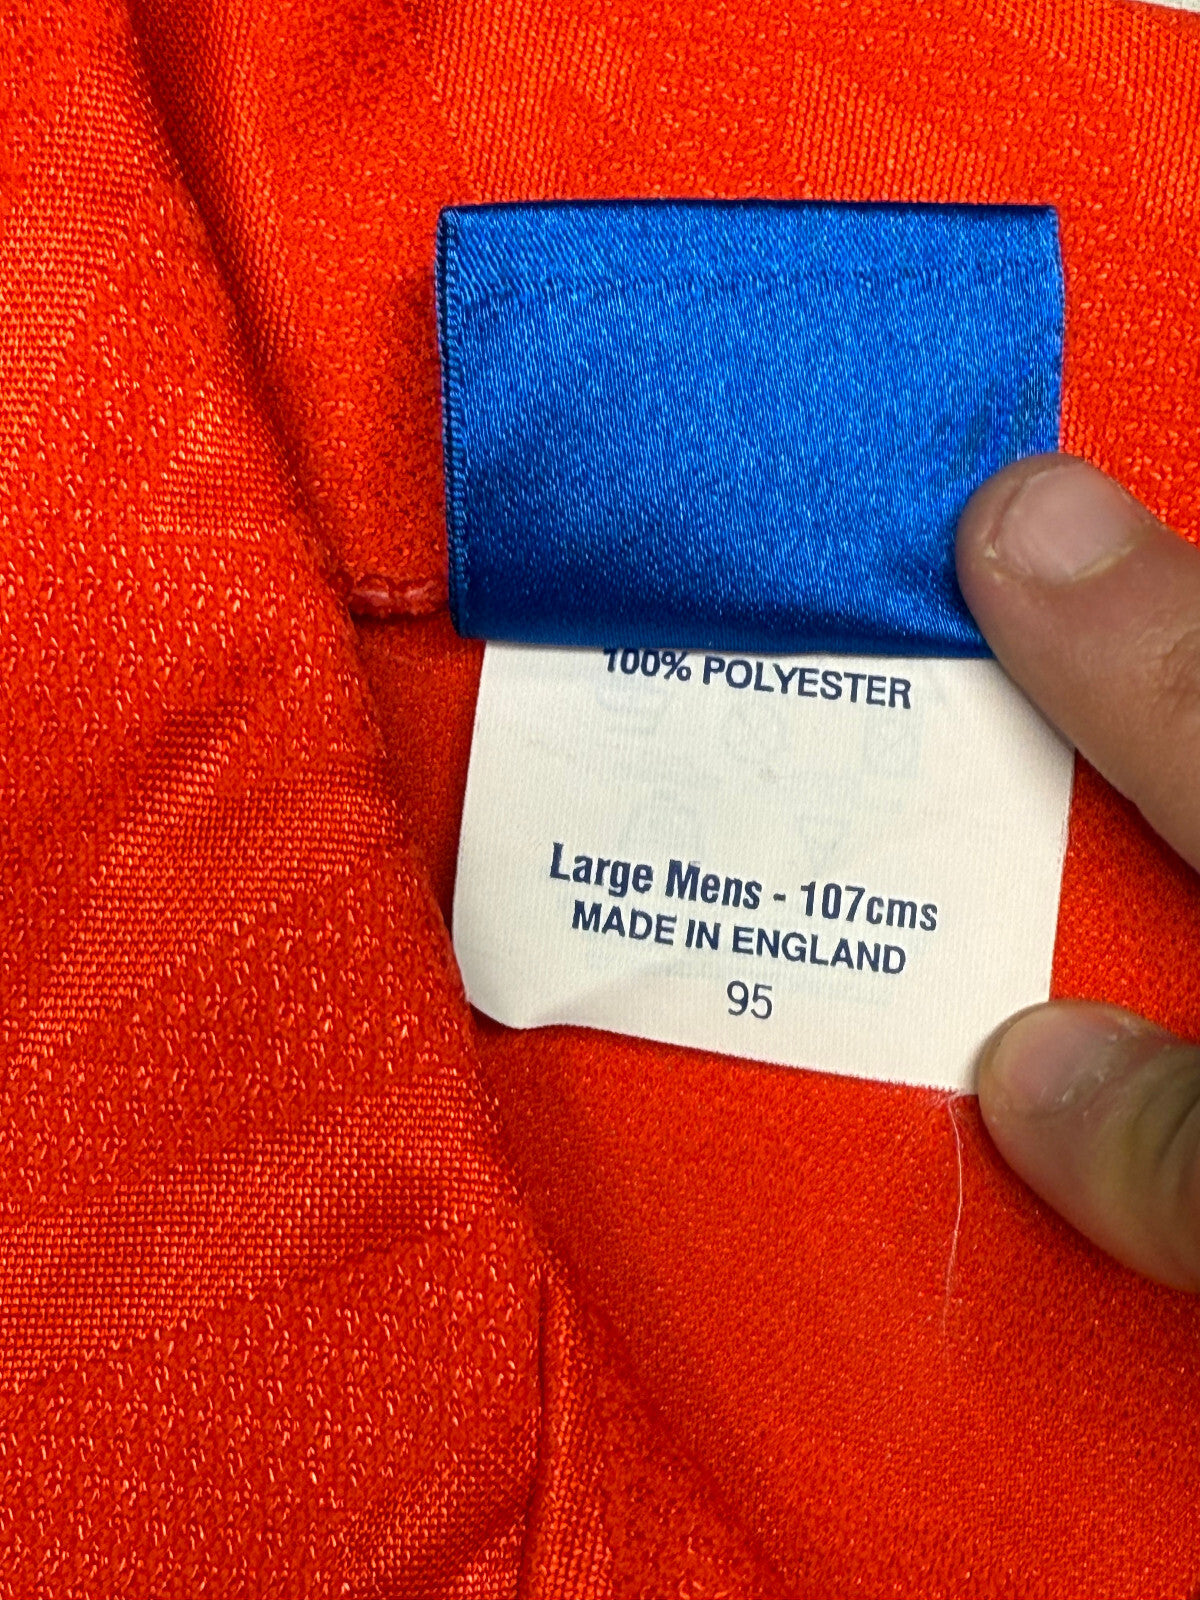 100% POLYESTER
Large Mens - 107cms
MADE IN ENGLAND
95